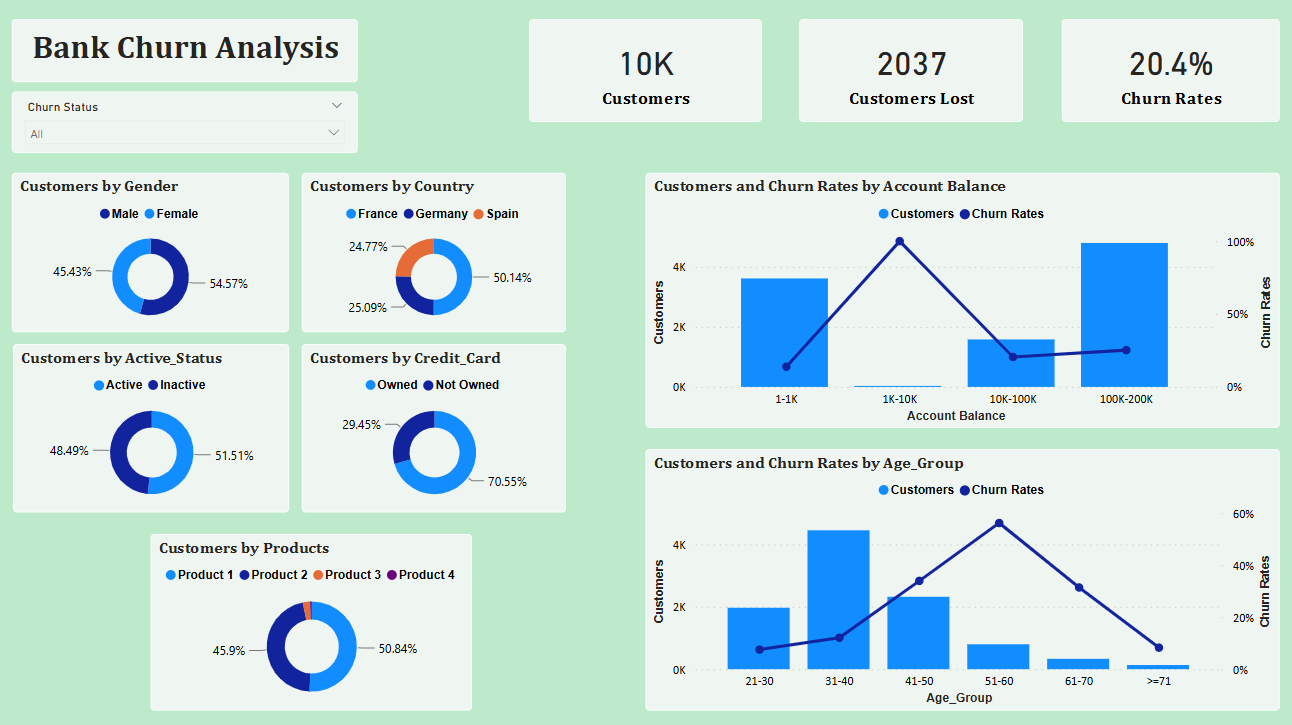 Bank Churn Analysis
Churn Status
All
10K
Customers
2037
Customers Lost
20.4%
Churn Rates
Customers by Gender
Male Female
45.43%
54.57%
Customers by Country
France Germany Spain
24.77%
50.14%
25.09%
Customers by Active_Status
Active Inactive
48.49%
51.51%
Customers by Credit_Card
Owned Not Owned
29.45%
70.55%
Customers by Products
Product 1 Product 2 Product 3 Product 4
45.9%
50.84%
Customers and Churn Rates by Account Balance
Customers Churn Rates
Customers
4K
2K
0K
100%
50%
0%
Churn Rates
1-1K 1K-10K 10K-100K 100K-200K
Account Balance
Customers and Churn Rates by Age_Group
Customers Churn Rates
Customers
4K
2K
0K
60%
40%
20%
0%
Churn Rates
21-30 31-40 41-50 51-60 61-70 >=71
Age_Group